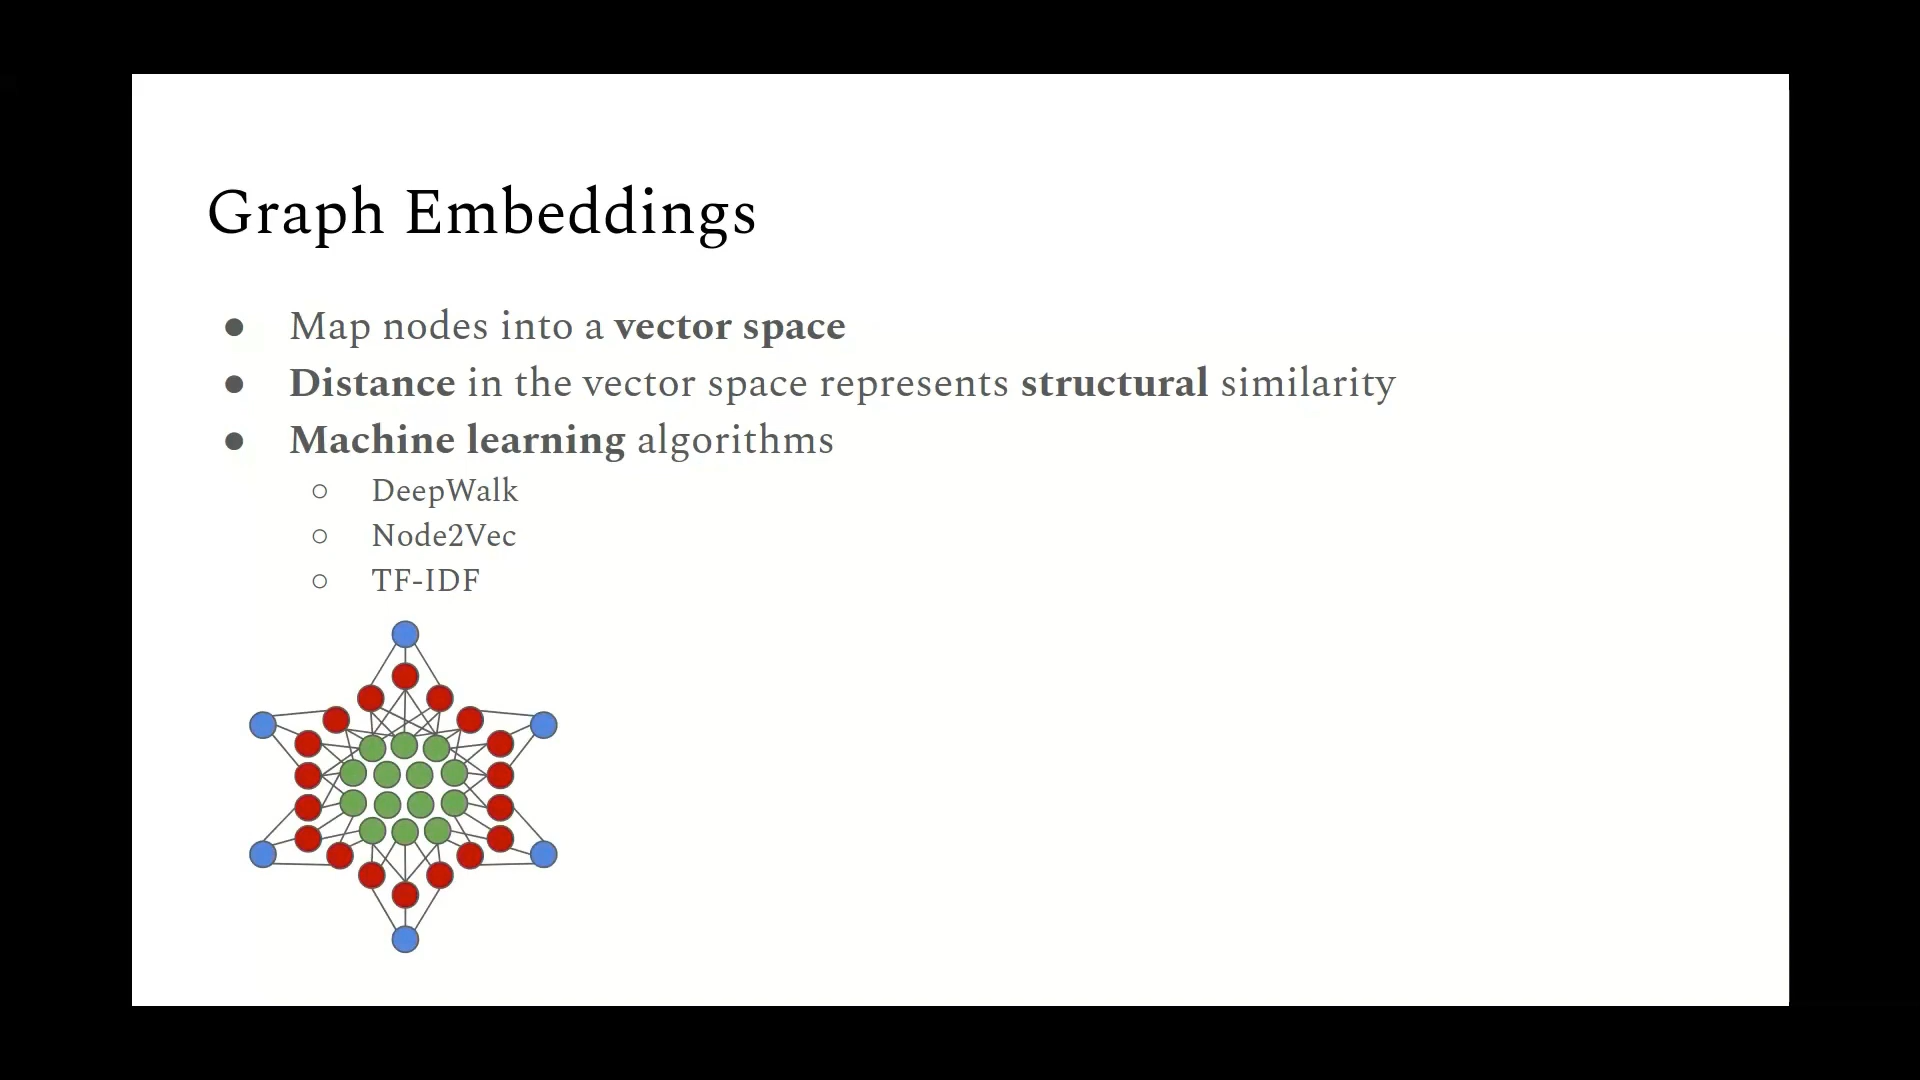 Graph Embeddings
● Map nodes into a vector space
● Distance in the vector space represents structural similarity
● Machine learning algorithms
○ DeepWalk
○ Node2Vec
○ TF-IDF